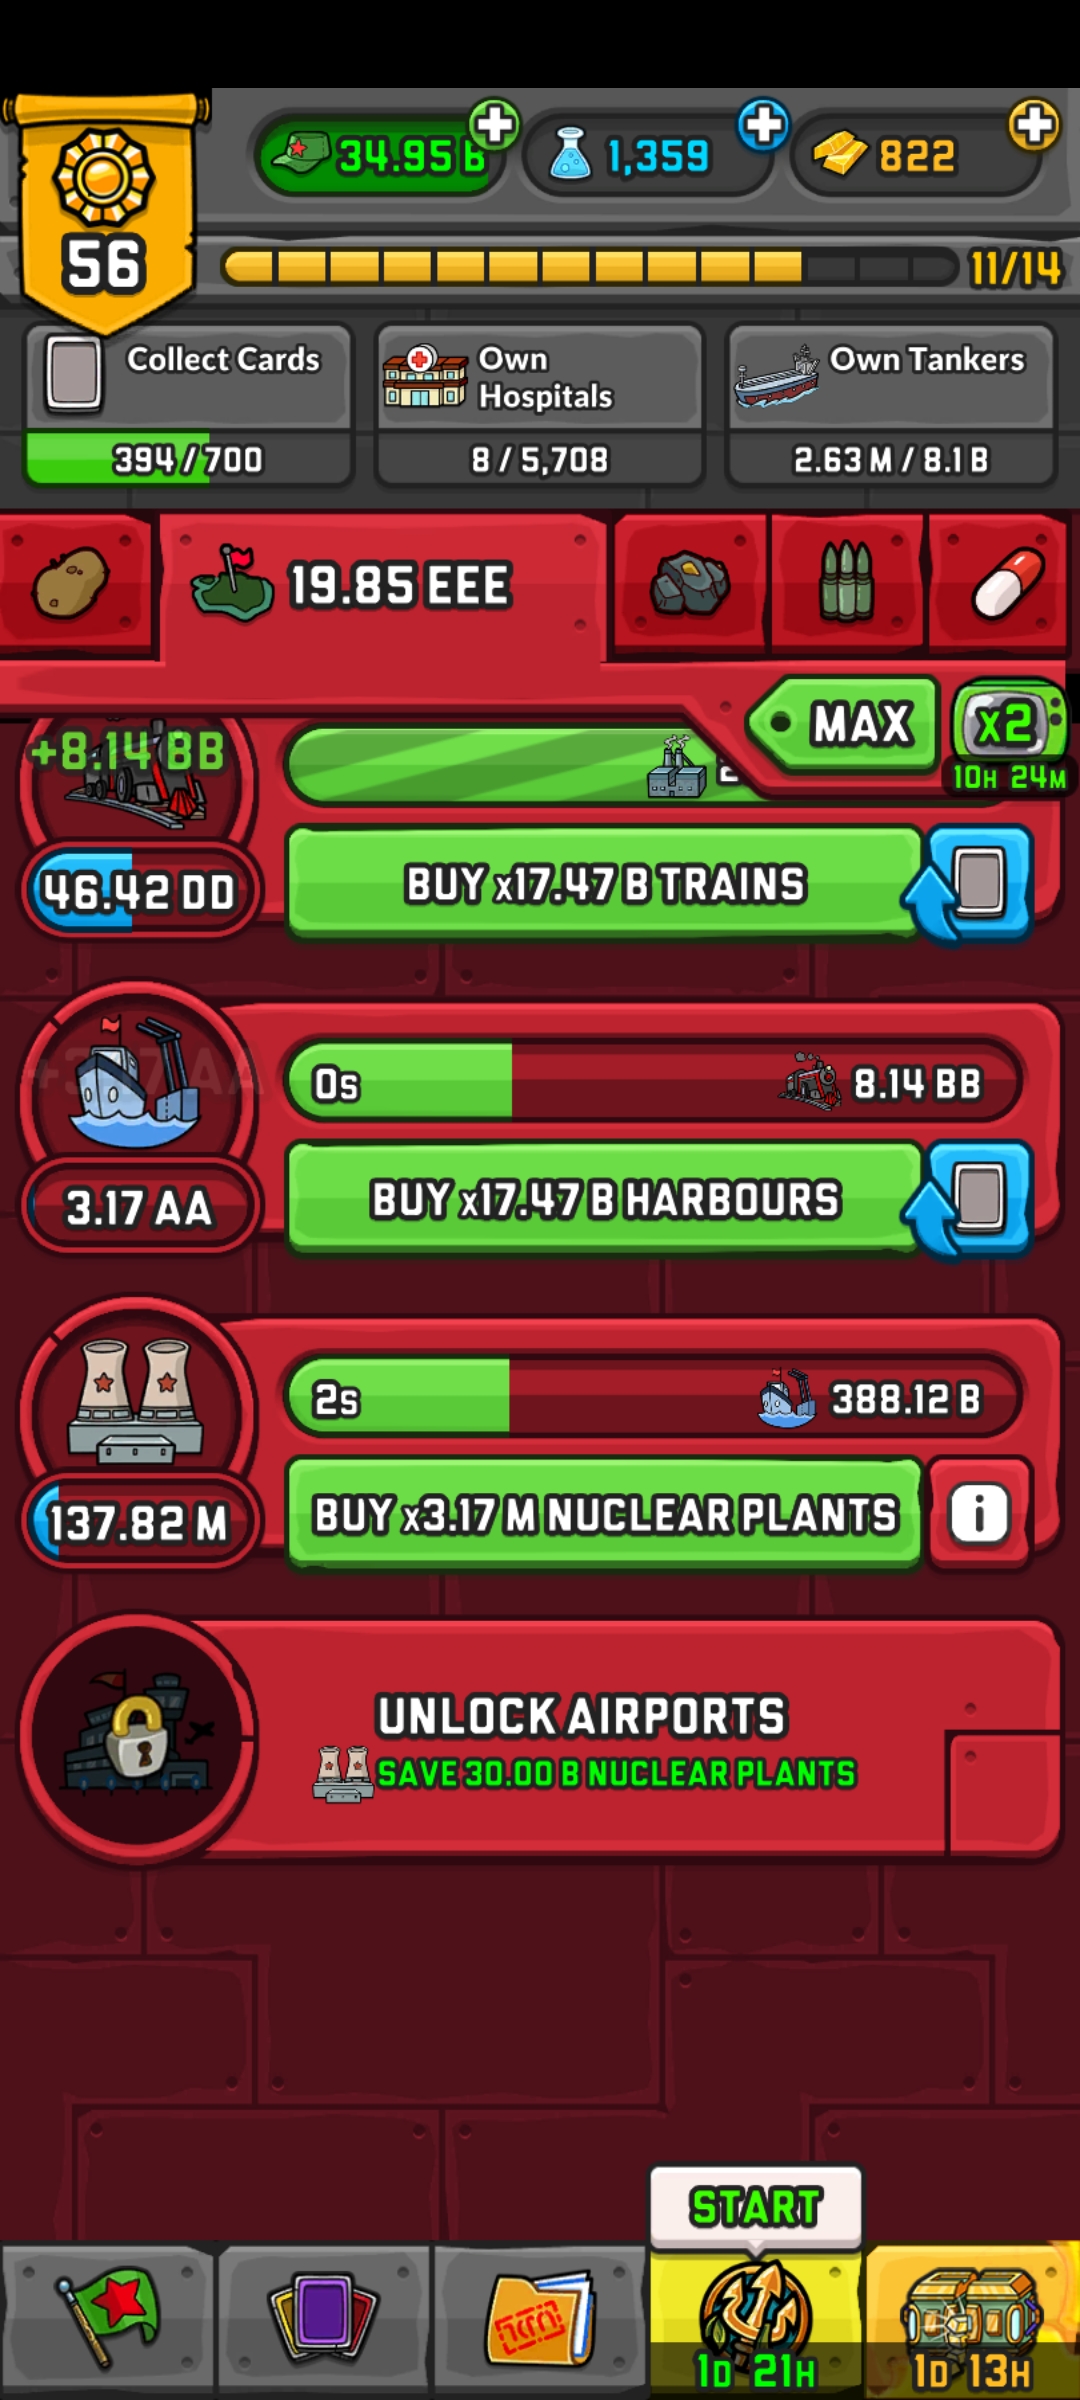 34.95 B
1,359
822
56
11/14
Collect Cards
394 / 700
Own
Hospitals
8 / 5,708
Own Tankers
2.63 M / 8.1 B
19.85 EEE
MAX
x2
10H 24M
+8.14 BB
46.42 DD
BUY x17.47 B TRAINS
0s
8.14 BB
3.17 AA
BUY x17.47 B HARBOURS
2s
388.12 B
137.82 M
BUY x3.17 M NUCLEAR PLANTS
i
UNLOCK AIRPORTS
SAVE 30.00 B NUCLEAR PLANTS
START
1D 21H
1D 13H